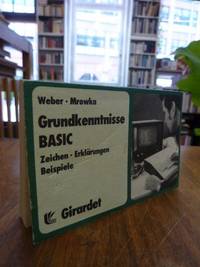 Weber · Mrowka
Grundkenntnisse
BASIC
Zeichen · Erklärungen
Beispiele
Girardet